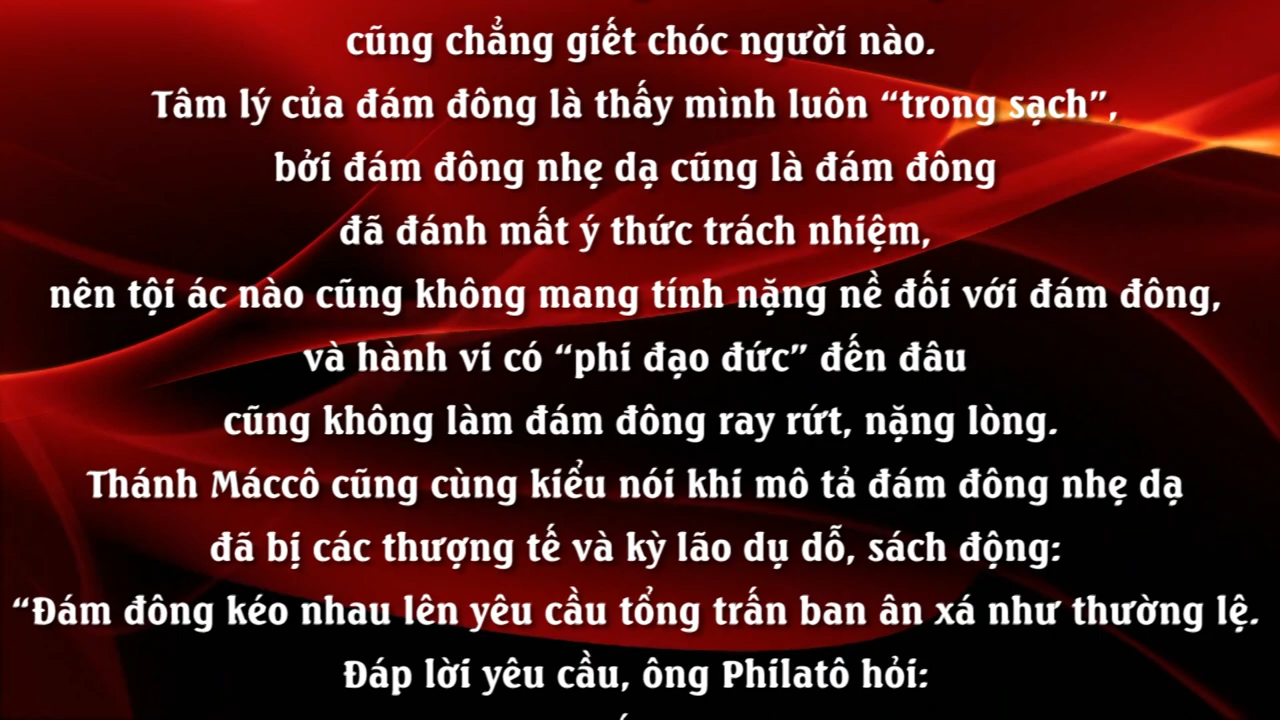 cũng chẳng giết chóc người nào.
Tâm lý của đám đông là thấy mình luôn “trong sạch”,
bởi đám đông nhẹ dạ cũng là đám đông
đã đánh mất ý thức trách nhiệm,
nên tội ác nào cũng không mang tính nặng nề đối với đám đông,
và hành vi có “phi đạo đức” đến đâu
cũng không làm đám đông ray rứt, nặng lòng.
Thánh Máccô cũng cùng kiểu nói khi mô tả đám đông nhẹ dạ
đã bị các thượng tế và kỳ lão dụ dỗ, sách động:
“Đám đông kéo nhau lên yêu cầu tổng trấn ban ân xá như thường lệ.
Đáp lời yêu cầu, ông Philatô hỏi: